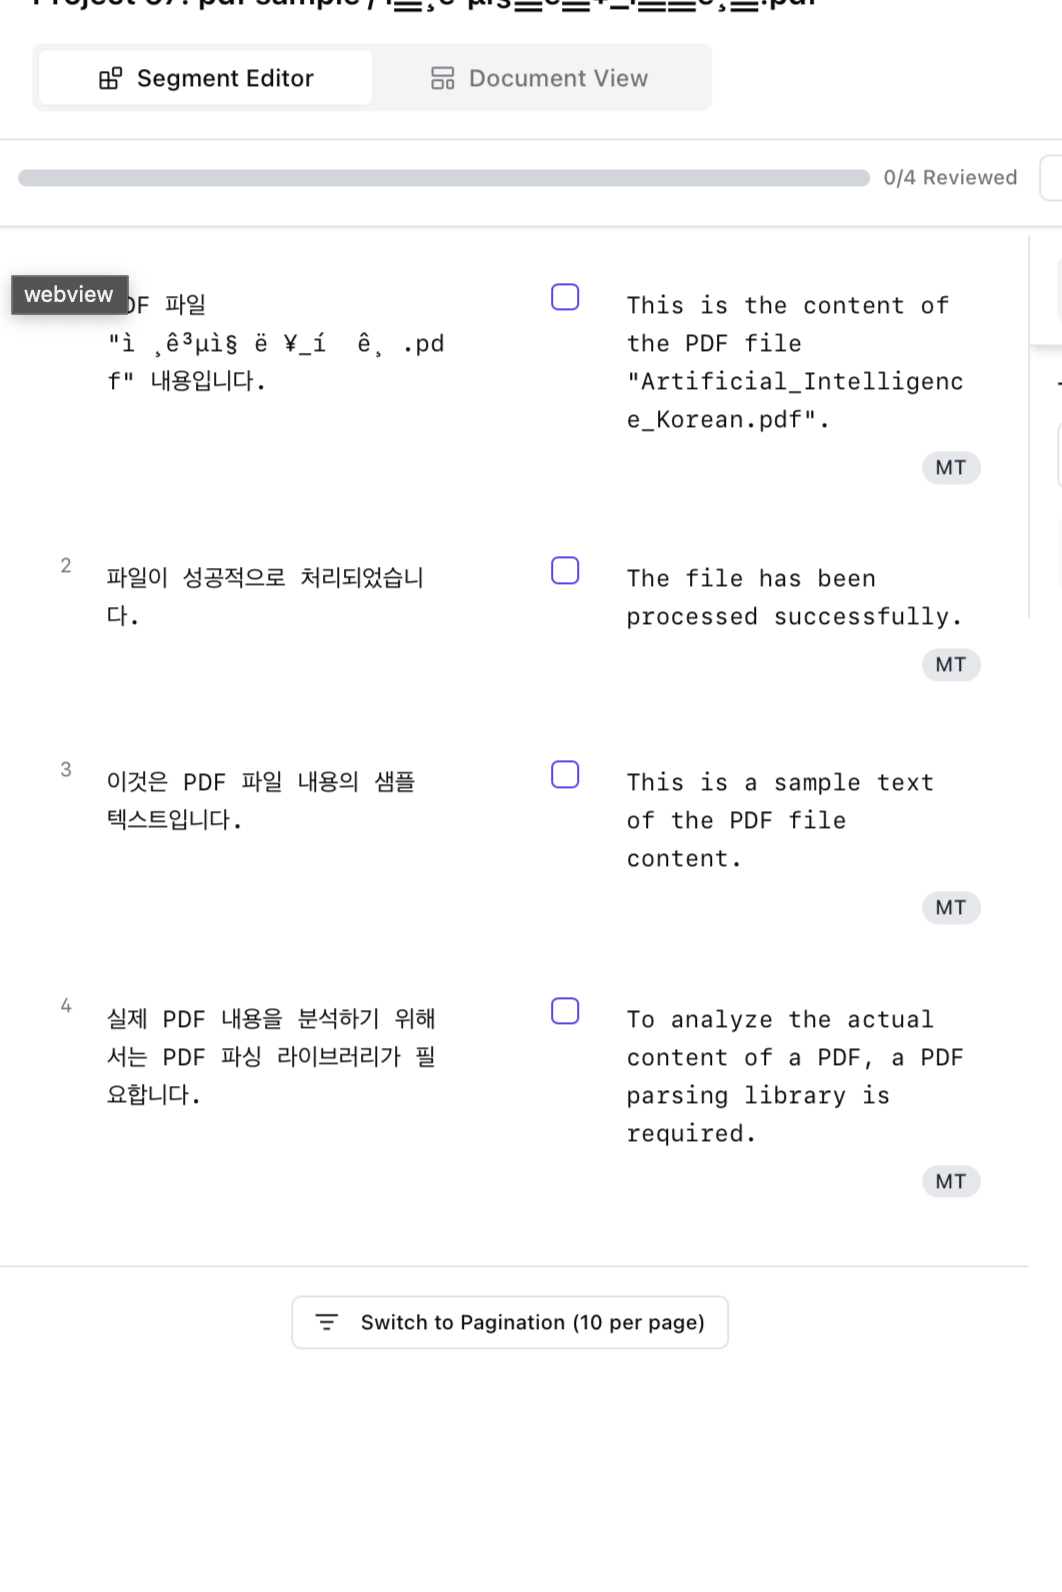 Segment Editor
Document View
0/4 Reviewed
webview
DF 파일
"ì ¸ê³µì§ ë ¥_í ê¸ .pd
f" 내용입니다.
This is the content of
the PDF file
"Artificial_Intelligenc
e_Korean.pdf".
MT
2
파일이 성공적으로 처리되었습니
다.
The file has been
processed successfully.
MT
3
이것은 PDF 파일 내용의 샘플
텍스트입니다.
This is a sample text
of the PDF file
content.
MT
4
실제 PDF 내용을 분석하기 위해
서는 PDF 파싱 라이브러리가 필
요합니다.
To analyze the actual
content of a PDF, a PDF
parsing library is
required.
MT
Switch to Pagination (10 per page)